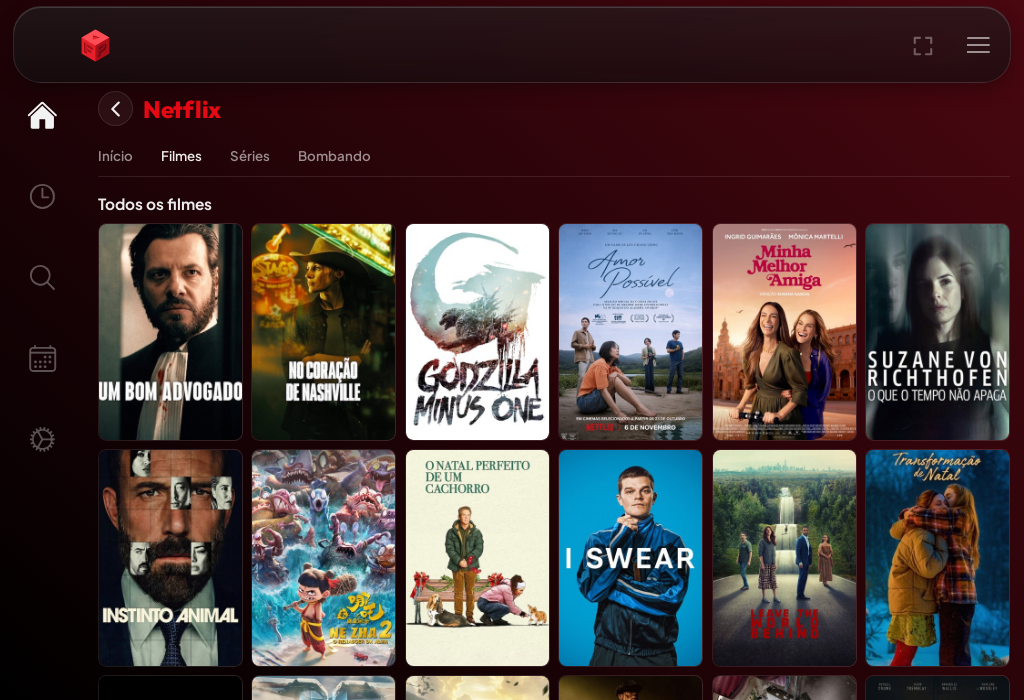 Netflix
Início
Filmes
Séries
Bombando
Todos os filmes
UM BOM ADVOGADO
NO CORAÇÃO
DE NASHVILLE
GODZILLA
MINUS ONE
Amor
Possível
NETFLIX
6 DE NOVEMBRO
INGRID GUIMARÃES
MÔNICA MARTELLI
Minha
Melhor
Amiga
SUZANE VON
RICHTHOFEN
O QUE O TEMPO NÃO APAGA
INSTINTO ANIMAL
NE ZHA 2
O NATAL PERFEITO
DE UM
CACHORRO
I SWEAR
LEAVE THE
WORLD
BEHIND
Transformação
de Natal